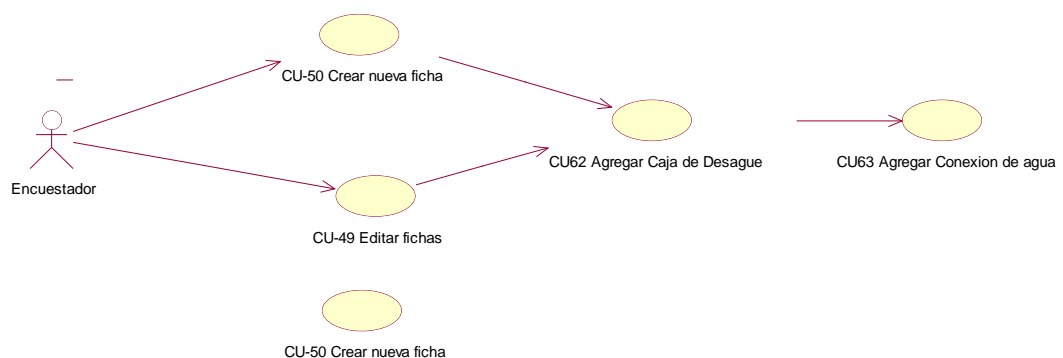 CU-50 Crear nueva ficha
Encuestador
CU62 Agregar Caja de Desague
CU63 Agregar Conexion de agua
CU-49 Editar fichas
CU-50 Crear nueva ficha